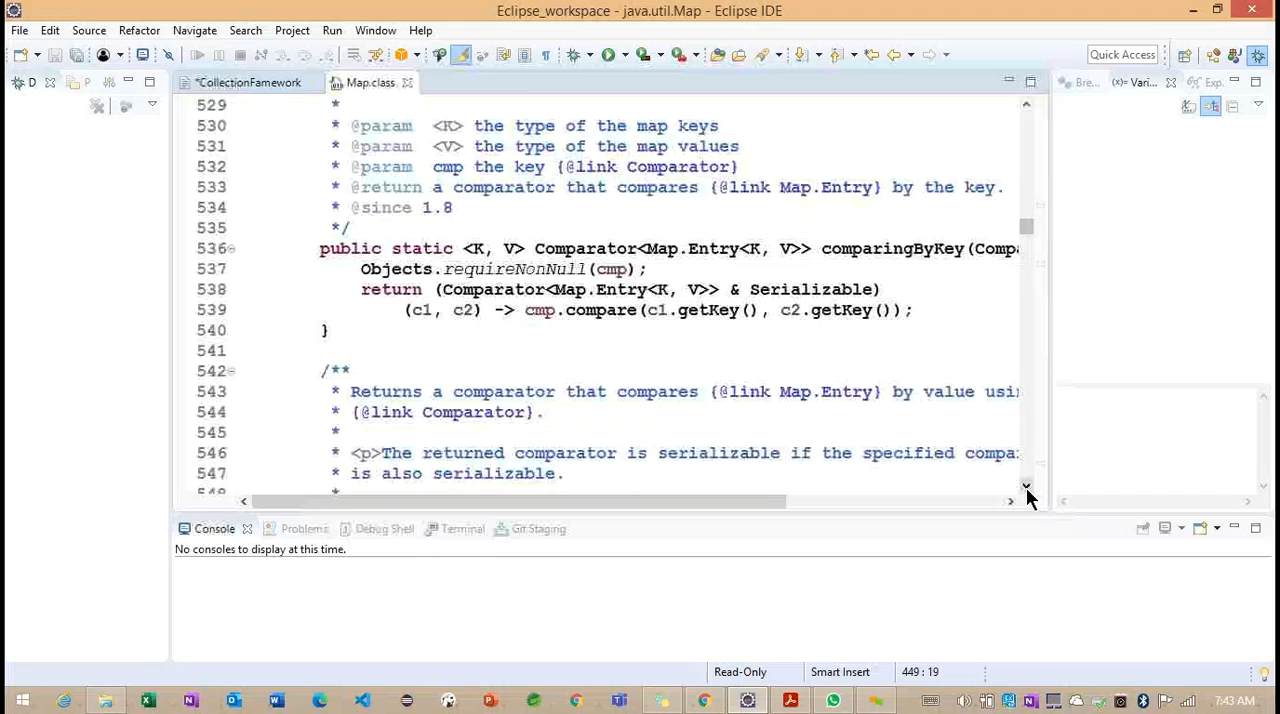 Eclipse_workspace - java.util.Map - Eclipse IDE
File Edit Source Refactor Navigate Search Project Run Window Help
Quick Access
D P *CollectionFamework Map.class Bre... (x)= Vari... Exp.
529 *
530 * @param <K> the type of the map keys
531 * @param <V> the type of the map values
532 * @param cmp the key {@link Comparator}
533 * @return a comparator that compares {@link Map.Entry} by the key.
534 * @since 1.8
535 */
536 public static <K, V> Comparator<Map.Entry<K, V>> comparingByKey(Compa
537 Objects.requireNonNull(cmp);
538 return (Comparator<Map.Entry<K, V>> & Serializable)
539 (c1, c2) -> cmp.compare(c1.getKey(), c2.getKey());
540 }
541
542 /**
543 * Returns a comparator that compares {@link Map.Entry} by value usin
544 * {@link Comparator}.
545 *
546 * <p>The returned comparator is serializable if the specified compar
547 * is also serializable.
548 *
Console Problems Debug Shell Terminal Git Staging
No consoles to display at this time.
Read-Only Smart Insert 449 : 19
7:43 AM